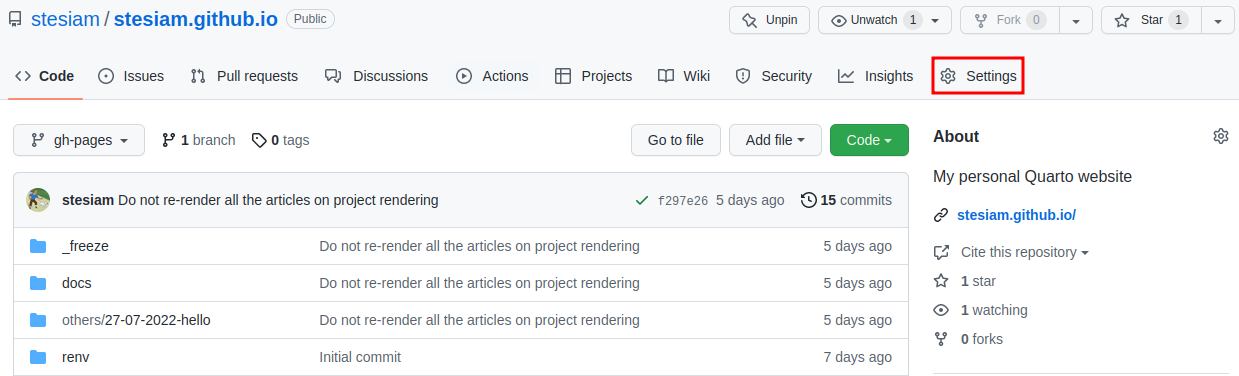 stesiam / stesiam.github.io Public Unpin Unwatch 1 Fork 0 Star 1
Code Issues Pull requests Discussions Actions Projects Wiki Security Insights Settings
gh-pages 1 branch 0 tags Go to file Add file Code
About
My personal Quarto website
stesiam.github.io/
Cite this repository
1 star
1 watching
0 forks
stesiam Do not re-render all the articles on project rendering f297e26 5 days ago 15 commits
_freeze Do not re-render all the articles on project rendering 5 days ago
docs Do not re-render all the articles on project rendering 5 days ago
others/27-07-2022-hello Do not re-render all the articles on project rendering 5 days ago
renv Initial commit 7 days ago